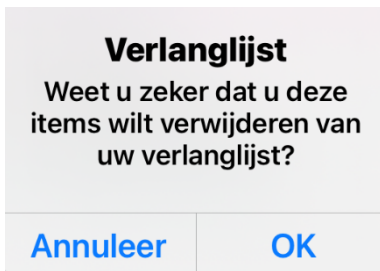 Verlanglijst
Weet u zeker dat u deze
items wilt verwijderen van
uw verlanglijst?
Annuleer OK